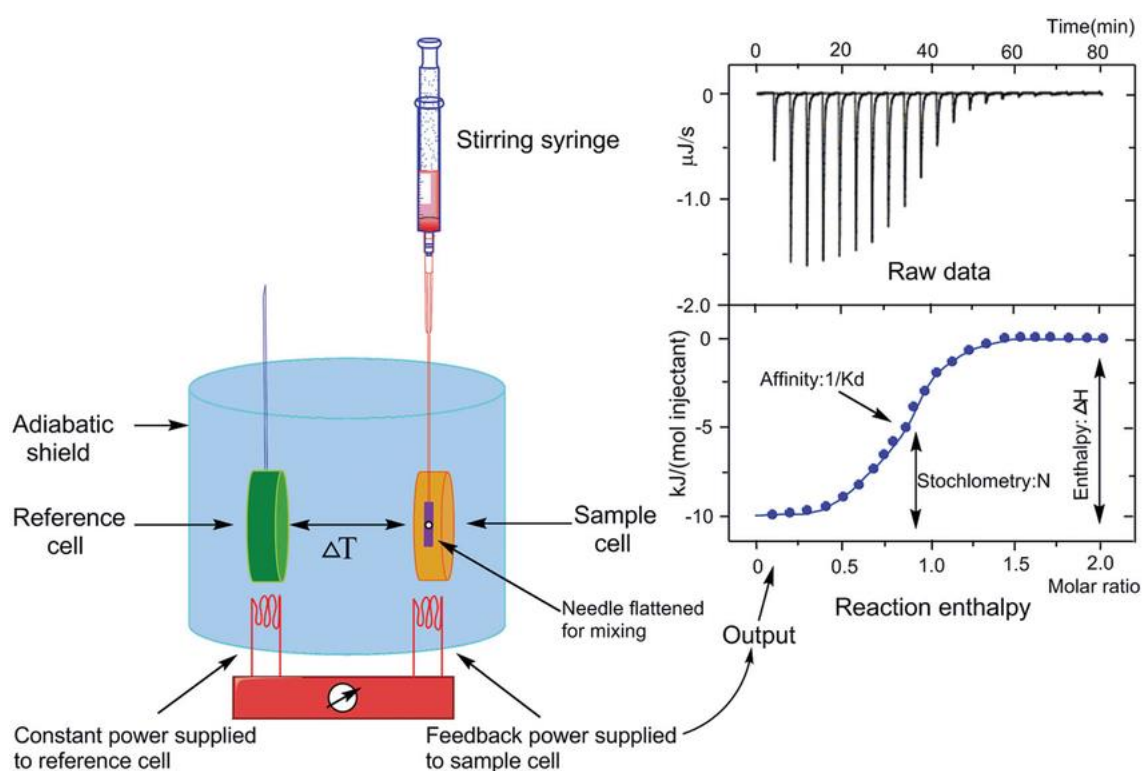 Stirring syringe
Adiabatic
shield
Reference
cell
ΔT
Sample
cell
Needle flattened
for mixing
Constant power supplied
to reference cell
Feedback power supplied
to sample cell
Output
Time(min)
0 20 40 60 80
0
μJ/s
-1.0
Raw data
-2.0
0
kJ/(mol injectant)
Affinity:1/Kd
-5
Stochlometry:N
Enthalpy: ΔH
-10
0 0.5 1.0 2.0
Molar ratio
Reaction enthalpy